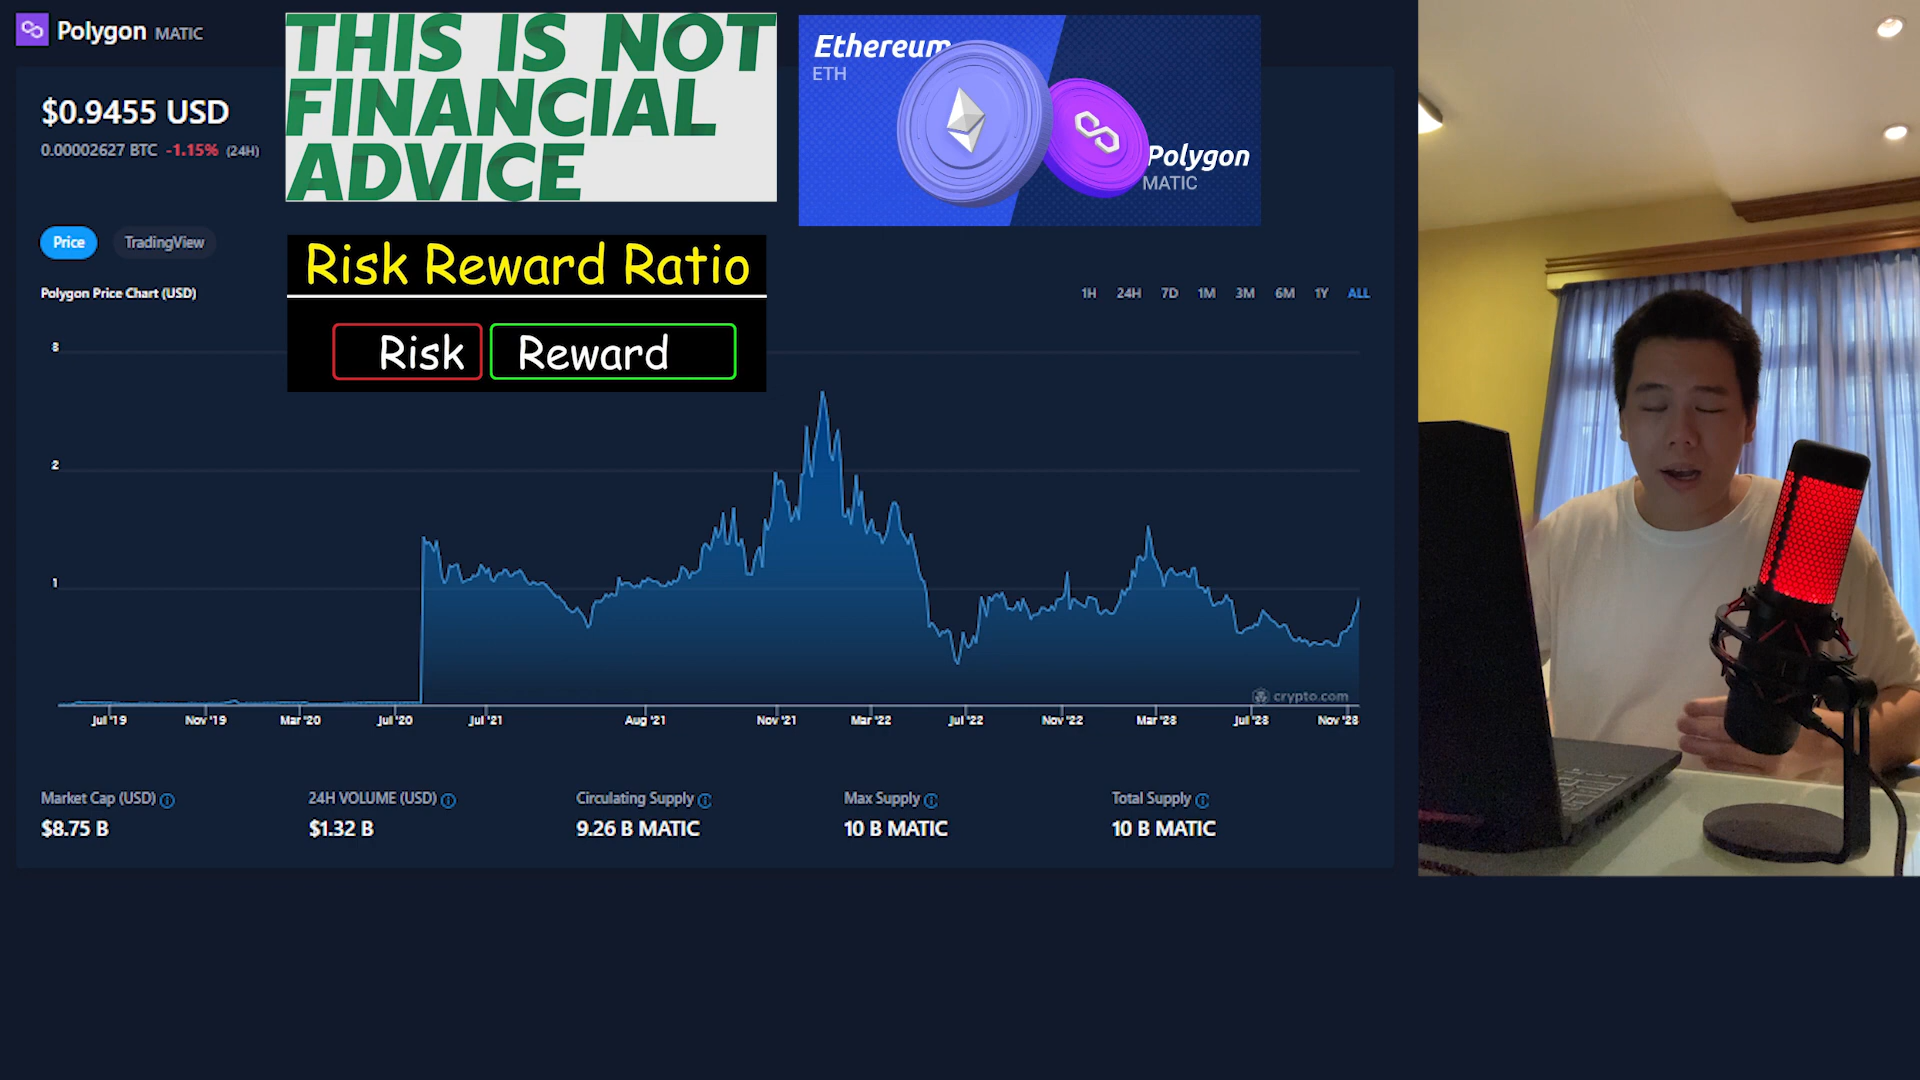 Polygon MATIC
THIS IS NOT
FINANCIAL
ADVICE
Ethereum
ETH
Polygon
MATIC
$0.9455 USD
0.00002627 BTC -1.15% (24H)
Price TradingView
Risk Reward Ratio
Risk Reward
Polygon Price Chart (USD)
1H 24H 7D 1M 3M 6M 1Y ALL
8
2
1
crypto.com
Jul '19 Nov '19 Mar '20 Jul '20 Jul '21 Aug '21 Nov '21 Mar '22 Jul '22 Nov '22 Mar '23 Jul '23 Nov '23
Market Cap (USD) 24H VOLUME (USD) Circulating Supply Max Supply Total Supply
$8.75 B $1.32 B 9.26 B MATIC 10 B MATIC 10 B MATIC